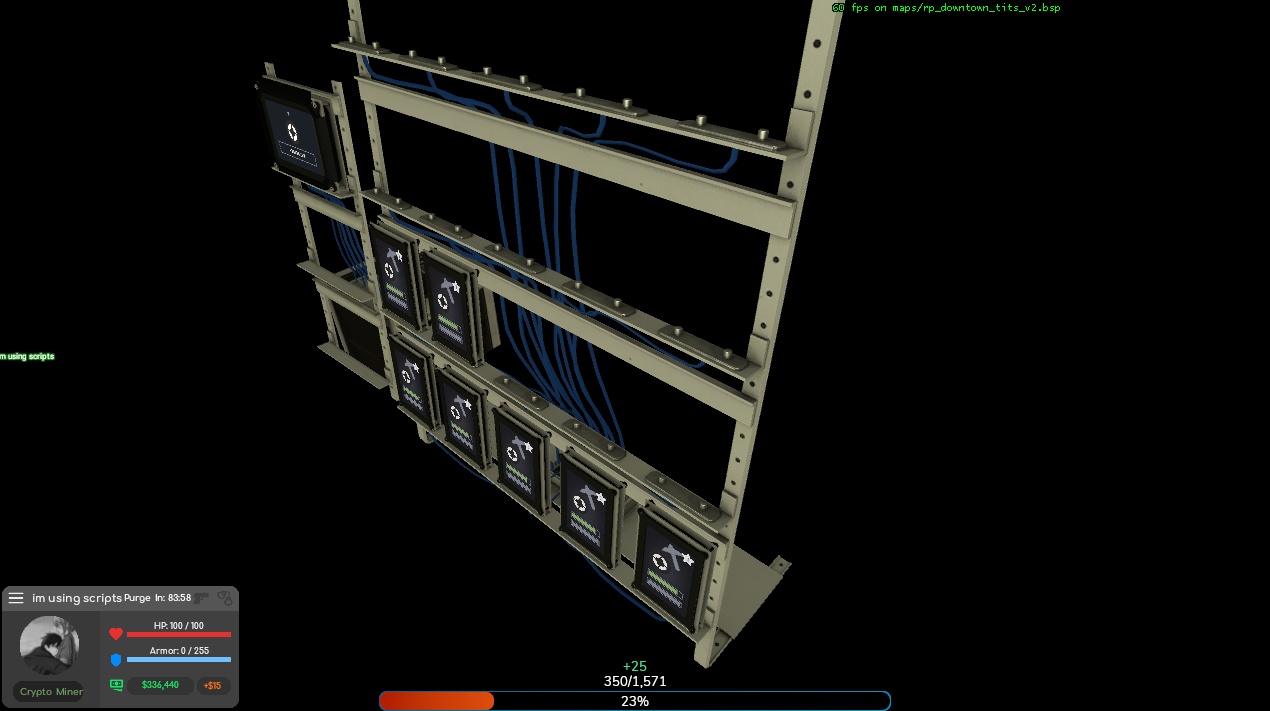 60 fps on maps/rp_downtown_tits_v2.bsp
m using scripts
im using scripts Purge In: 83:58
HP: 100 / 100
Armor: 0 / 255
Crypto Miner
$336,440
+$15
+25
350/1,571
23%